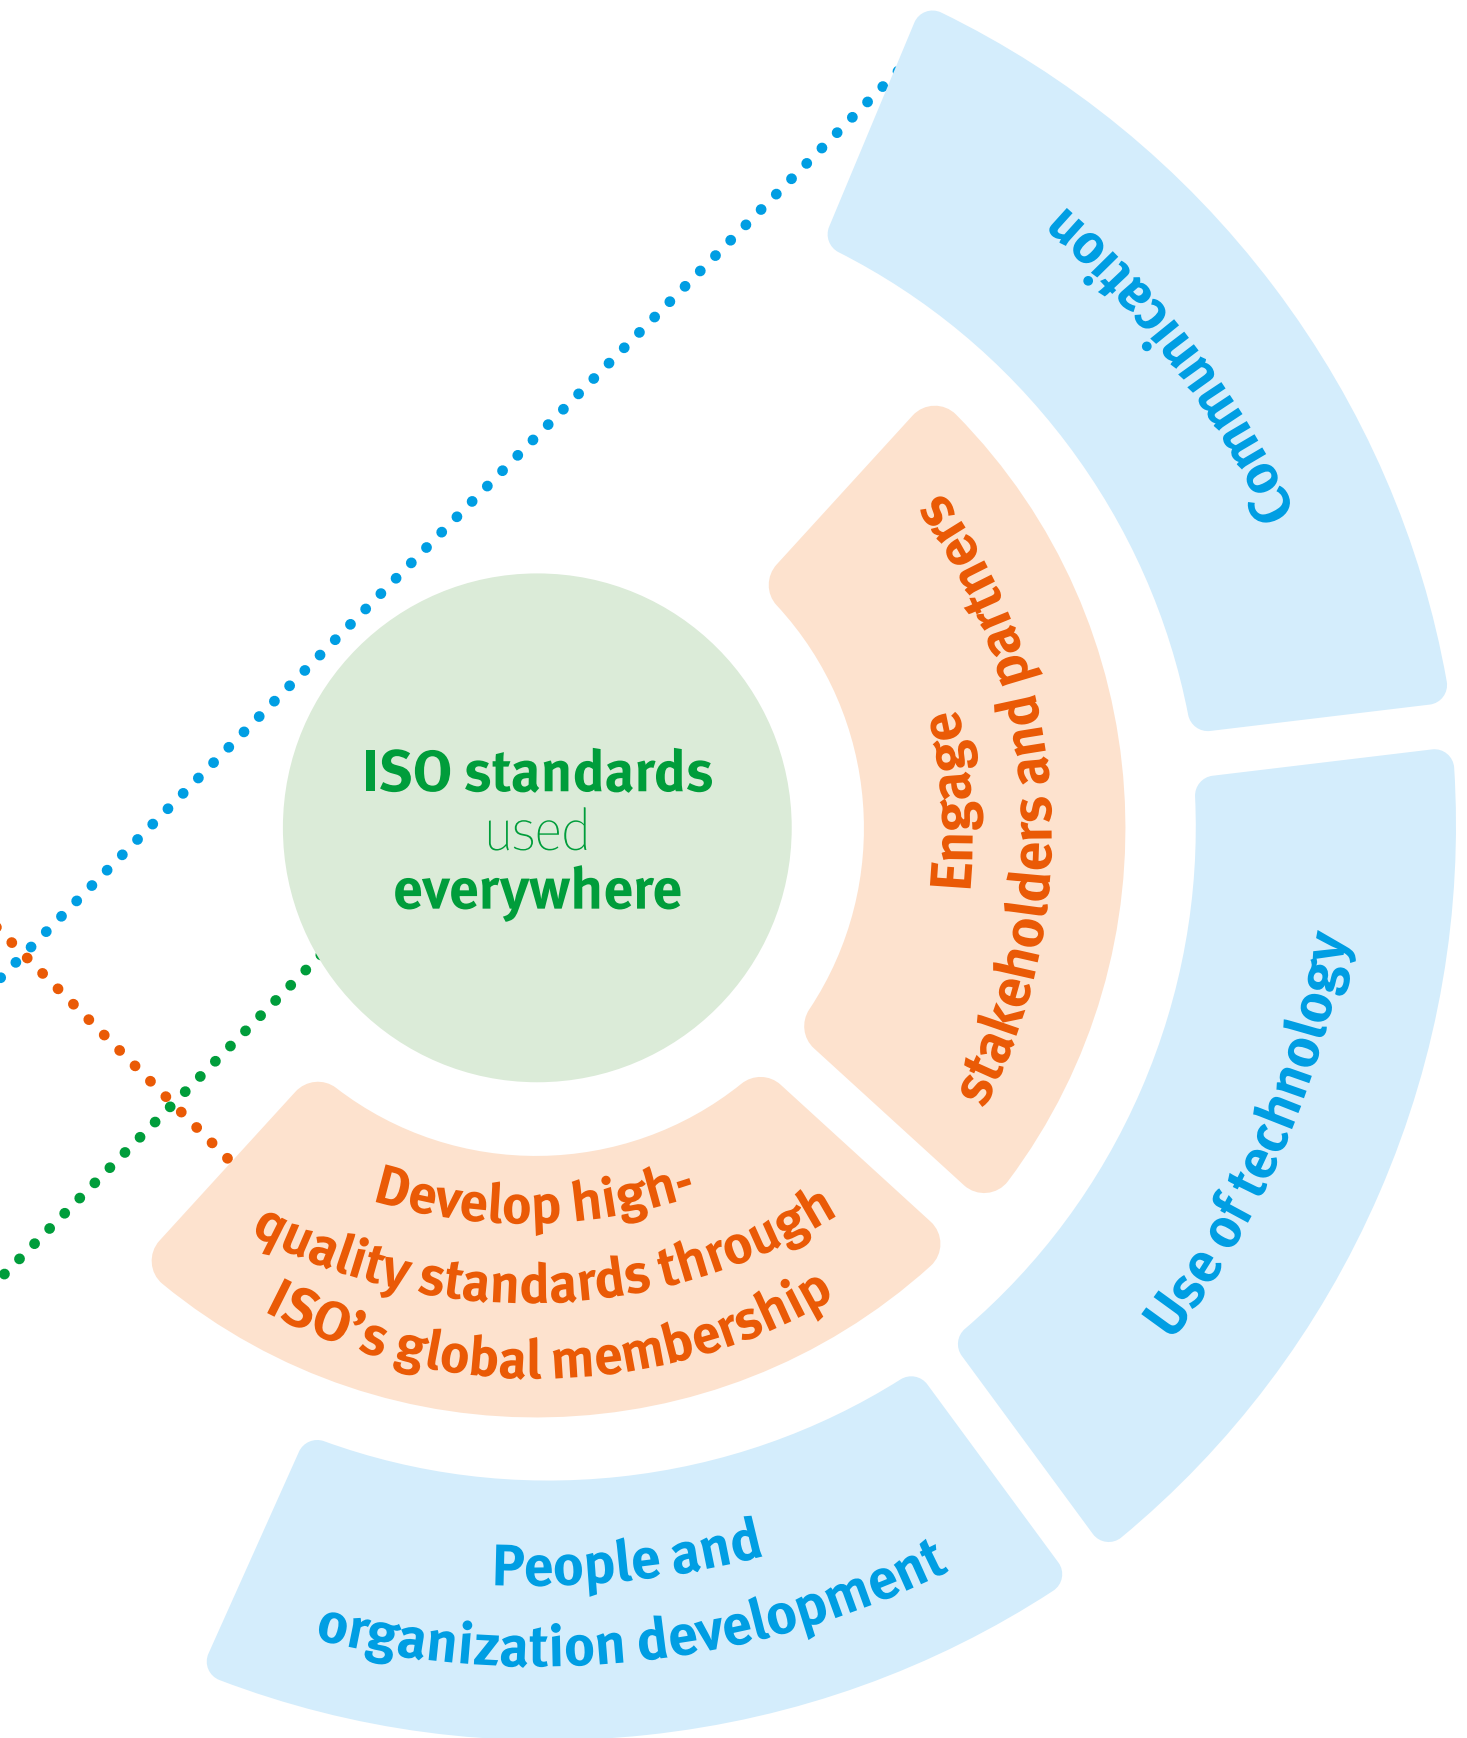 ISO standards
used
everywhere
Engage
stakeholders and partners
Develop high-
quality standards through
ISO’s global membership
Communication
Use of technology
People and
organization development